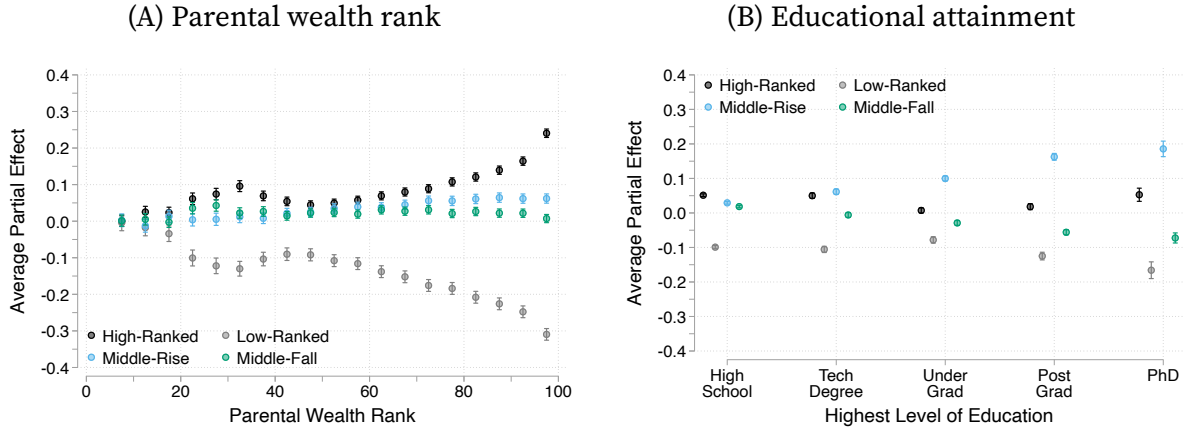 (A) Parental wealth rank
0.4
0.3
0.2
0.1
0.0
-0.1
-0.2
-0.3
-0.4
Average Partial Effect
High-Ranked
Low-Ranked
Middle-Rise
Middle-Fall
0
20
40
60
80
100
Parental Wealth Rank
(B) Educational attainment
0.4
0.3
0.2
0.1
0.0
-0.1
-0.2
-0.3
-0.4
Average Partial Effect
High-Ranked
Low-Ranked
Middle-Rise
Middle-Fall
High
School
Tech
Degree
Under
Grad
Post
Grad
PhD
Highest Level of Education